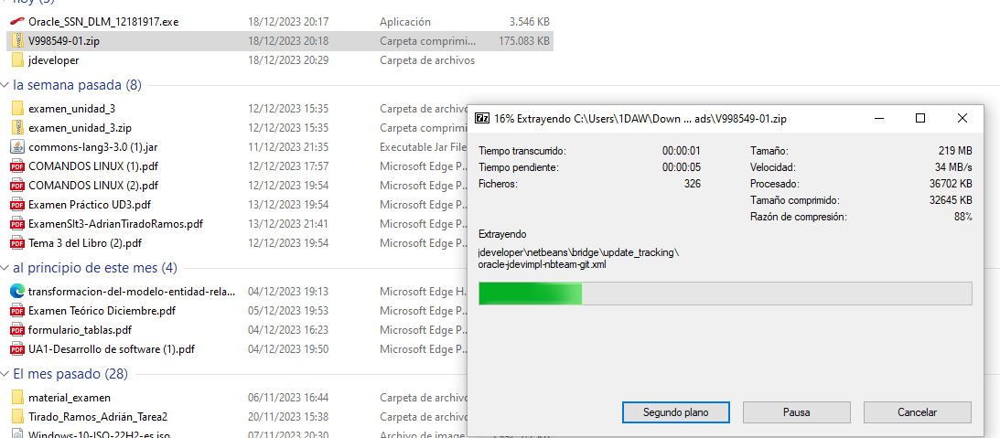 hoy (3)
Oracle_SSN_DLM_12181917.exe 18/12/2023 20:17 Aplicación 3.546 KB
V998549-01.zip 18/12/2023 20:18 Carpeta comprimi... 175.083 KB
jdeveloper 18/12/2023 20:29 Carpeta de archivos
la semana pasada (8)
examen_unidad_3 12/12/2023 15:35 Carpeta de archivo
examen_unidad_3.zip 12/12/2023 15:35 Carpeta comprimi
commons-lang3-3.0 (1).jar 11/12/2023 21:35 Executable Jar File
COMANDOS LINUX (1).pdf 12/12/2023 17:57 Microsoft Edge P...
COMANDOS LINUX (2).pdf 12/12/2023 19:54 Microsoft Edge P...
Examen Práctico UD3.pdf 13/12/2023 19:54 Microsoft Edge P...
ExamenSlt3-AdrianTiradoRamos.pdf 13/12/2023 21:41 Microsoft Edge P...
Tema 3 del Libro (2).pdf 12/12/2023 19:54 Microsoft Edge P...
al principio de este mes (4)
transformacion-del-modelo-entidad-rela... 04/12/2023 19:13 Microsoft Edge H...
Examen Teórico Diciembre.pdf 05/12/2023 19:53 Microsoft Edge P...
formulario_tablas.pdf 04/12/2023 16:23 Microsoft Edge P...
UA1-Desarrollo de software (1).pdf 04/12/2023 19:50 Microsoft Edge P...
El mes pasado (28)
material_examen 06/11/2023 16:44 Carpeta de archivo
Tirado_Ramos_Adrián_Tarea2 20/11/2023 15:38 Carpeta de archivo
Windows-10-ISO-22H2-es.iso 07/11/2023 20:30 Archivo de image
16% Extrayendo C:\Users\1DAW\Down ... ads\V998549-01.zip
Tiempo transcurrido: 00:00:01 Tamaño: 219 MB
Tiempo pendiente: 00:00:05 Velocidad: 34 MB/s
Ficheros: 326 Procesado: 36702 KB
Tamaño comprimido: 32645 KB
Razón de compresión: 88%
Extrayendo
jdeveloper\netbeans\bridge\update_tracking\
oracle-jdevimpl-nbteam-git.xml
Segundo plano Pausa Cancelar